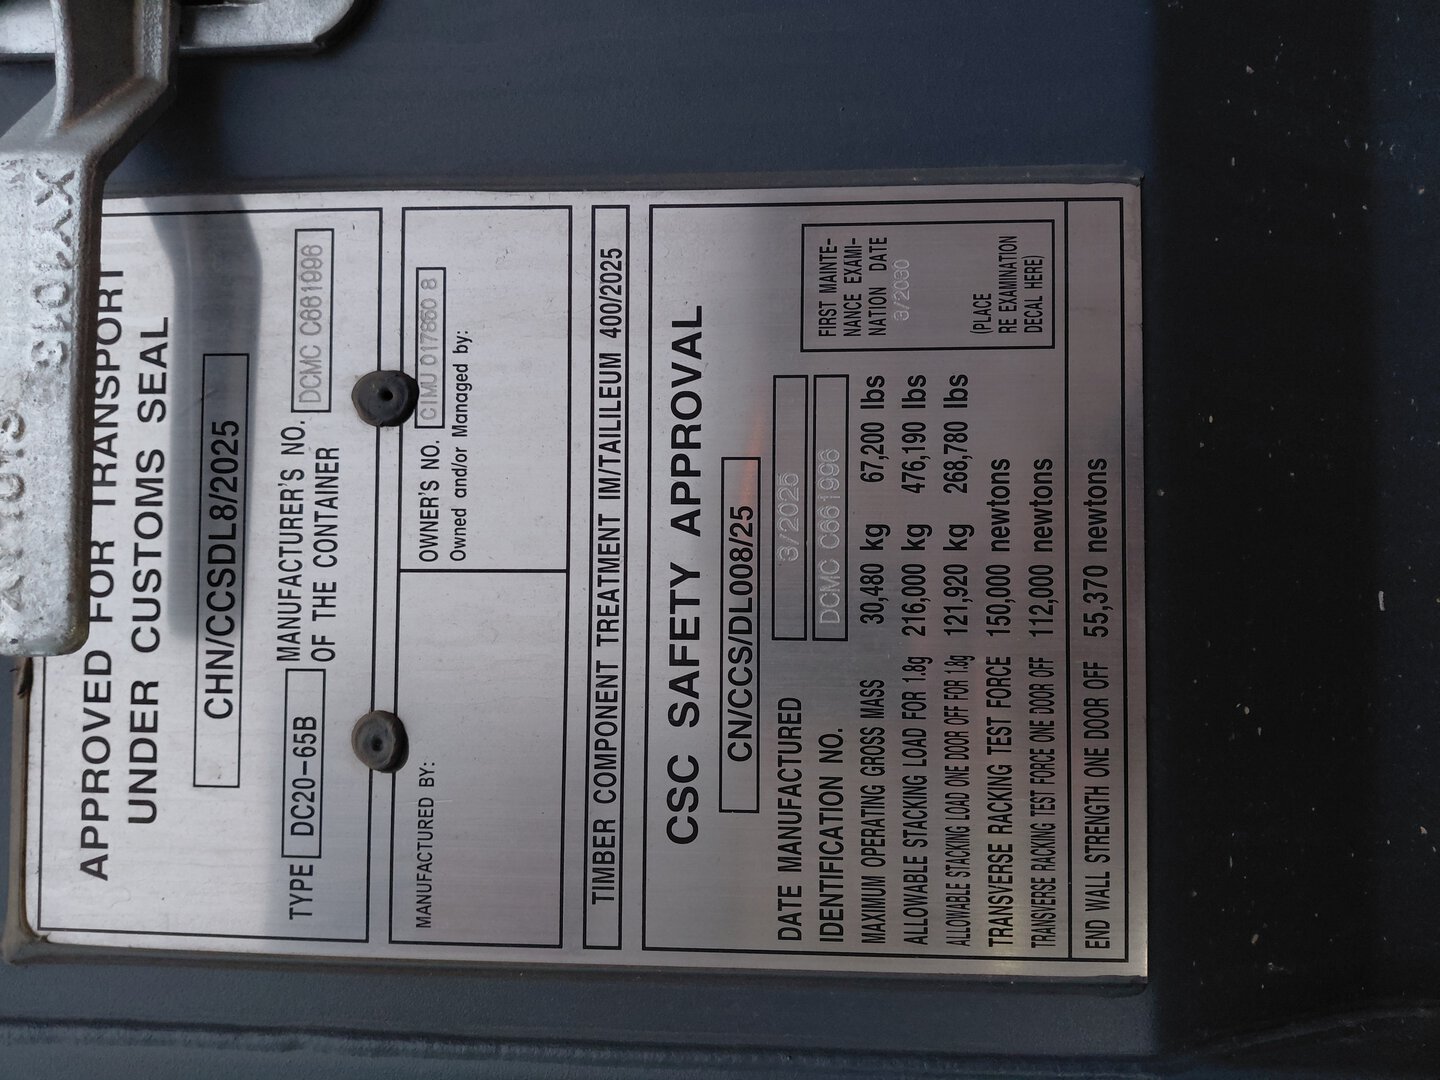 APPROVED FOR TRANSPORT
UNDER CUSTOMS SEAL
CHN/CCSDL8/2025
TYPE DC20-65B
MANUFACTURER'S NO.
OF THE CONTAINER
DCMC C661996
MANUFACTURED BY:
OWNER'S NO. CIMU 017860 8
Owned and/or Managed by:
TIMBER COMPONENT TREATMENT IM/TAILILEUM 400/2025
CSC SAFETY APPROVAL
CN/CCS/DL008/25
DATE MANUFACTURED 3/2025
IDENTIFICATION NO. DCMC C661996
MAXIMUM OPERATING GROSS MASS 30,480 kg 67,200 lbs
ALLOWABLE STACKING LOAD FOR 1.8g 216,000 kg 476,190 lbs
ALLOWABLE STACKING LOAD ONE DOOR OFF FOR 1.8g 121,920 kg 268,780 lbs
TRANSVERSE RACKING TEST FORCE 150,000 newtons
TRANSVERSE RACKING TEST FORCE ONE DOOR OFF 112,000 newtons
END WALL STRENGTH ONE DOOR OFF 55,370 newtons
FIRST MAINTE-
NANCE EXAMI-
NATION DATE
3/2030
(PLACE
RE EXAMINATION
DECAL HERE)